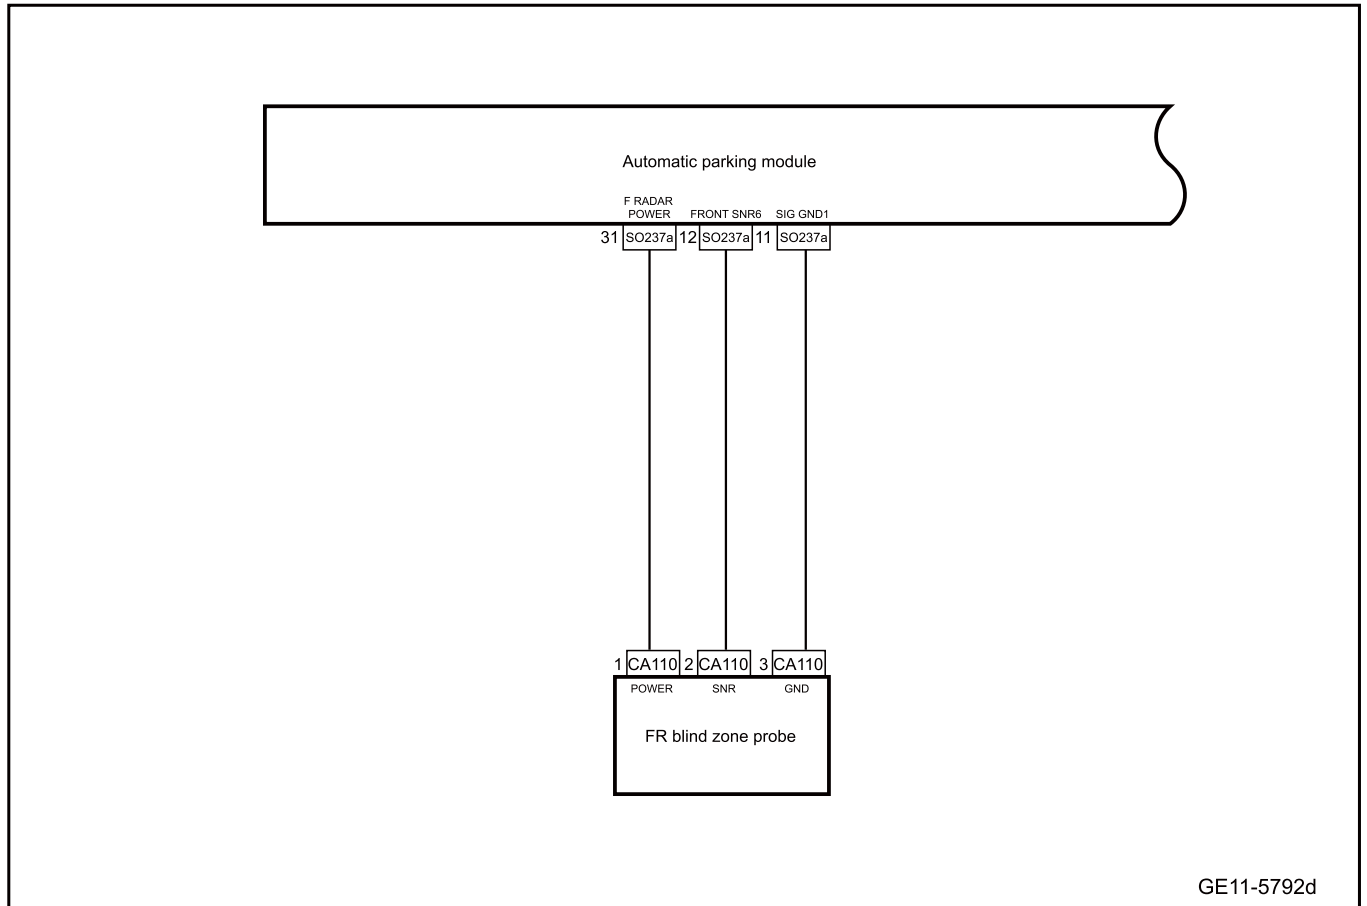 Automatic parking module
F RADAR
POWER FRONT SNR6 SIG GND1
31 SO237a 12 SO237a 11 SO237a
1 CA110 2 CA110 3 CA110
POWER SNR GND
FR blind zone probe
GE11-5792d